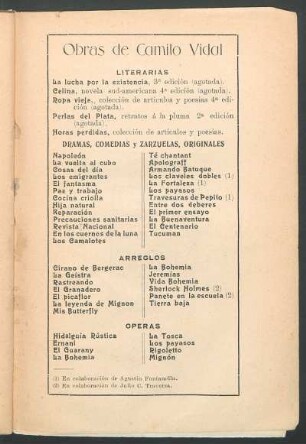 Obras de Camilo Vidal
LITERARIAS
La lucha por la existencia, 3ª edición (agotada).
Celina, novela sud-americana 4ª edición (agotada).
Ropa vieja., colección de artículos y poesías 4ª edi-
ción (agotada).
Perlas del Plata, retratos á la pluma 2ª edición
(agotada).
Horas perdidas, colección de artículos y poesías.
DRAMAS, COMEDIAS y ZARZUELAS, ORIGINALES
Napoleón
La vuelta al cubo
Cosas del día
Los emigrantes
El fantasma
Paz y trabajo
Cocina criolla
Hija natural
Reparación
Precauciones sanitarias
Revista Nacional
En los cuernos de la luna
Los Camalotes
Té chantant
Apolograff
Armando Batuque
Los claveles dobles (1)
La Fortaleza (1)
Los payasos
Travesuras de Pepito (1)
Entre dos deberes
El primer ensayo
La Buenaventura
El Centenario
Tucuman
ARREGLOS
Cirano de Bergerac
La Geistra
Rastreando
El Granadero
El picaflor
La leyenda de Mignon
Mis Butterfly
La Bohemia
Jeremías
Vida Bohemia
Sherlock Holmes (2)
Panete en la escuela (2)
Tierra baja
OPERAS
Hidalguía Rústica
Ernani
El Guarany
La Bohemia
La Tosca
Los payasos
Rigoletto
Mignón
(1) En colaboración de Agustín Fontanella.
(2) En colaboración de Julio C. Traversa.